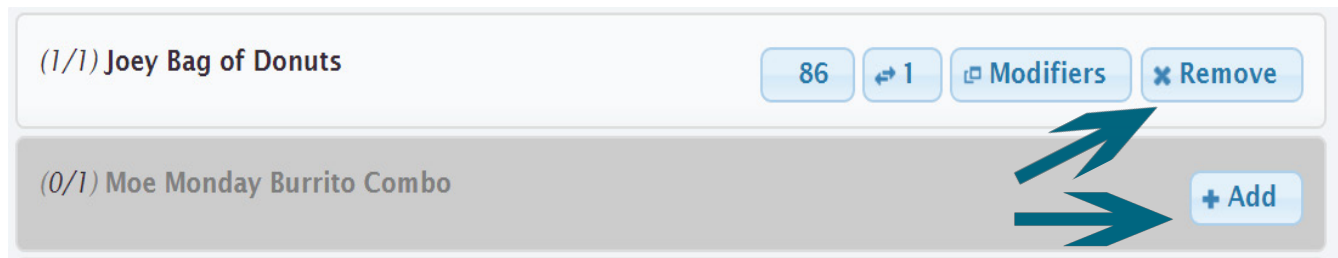 (1/1) Joey Bag of Donuts
86 1 Modifiers Remove
(0/1) Moe Monday Burrito Combo
Add